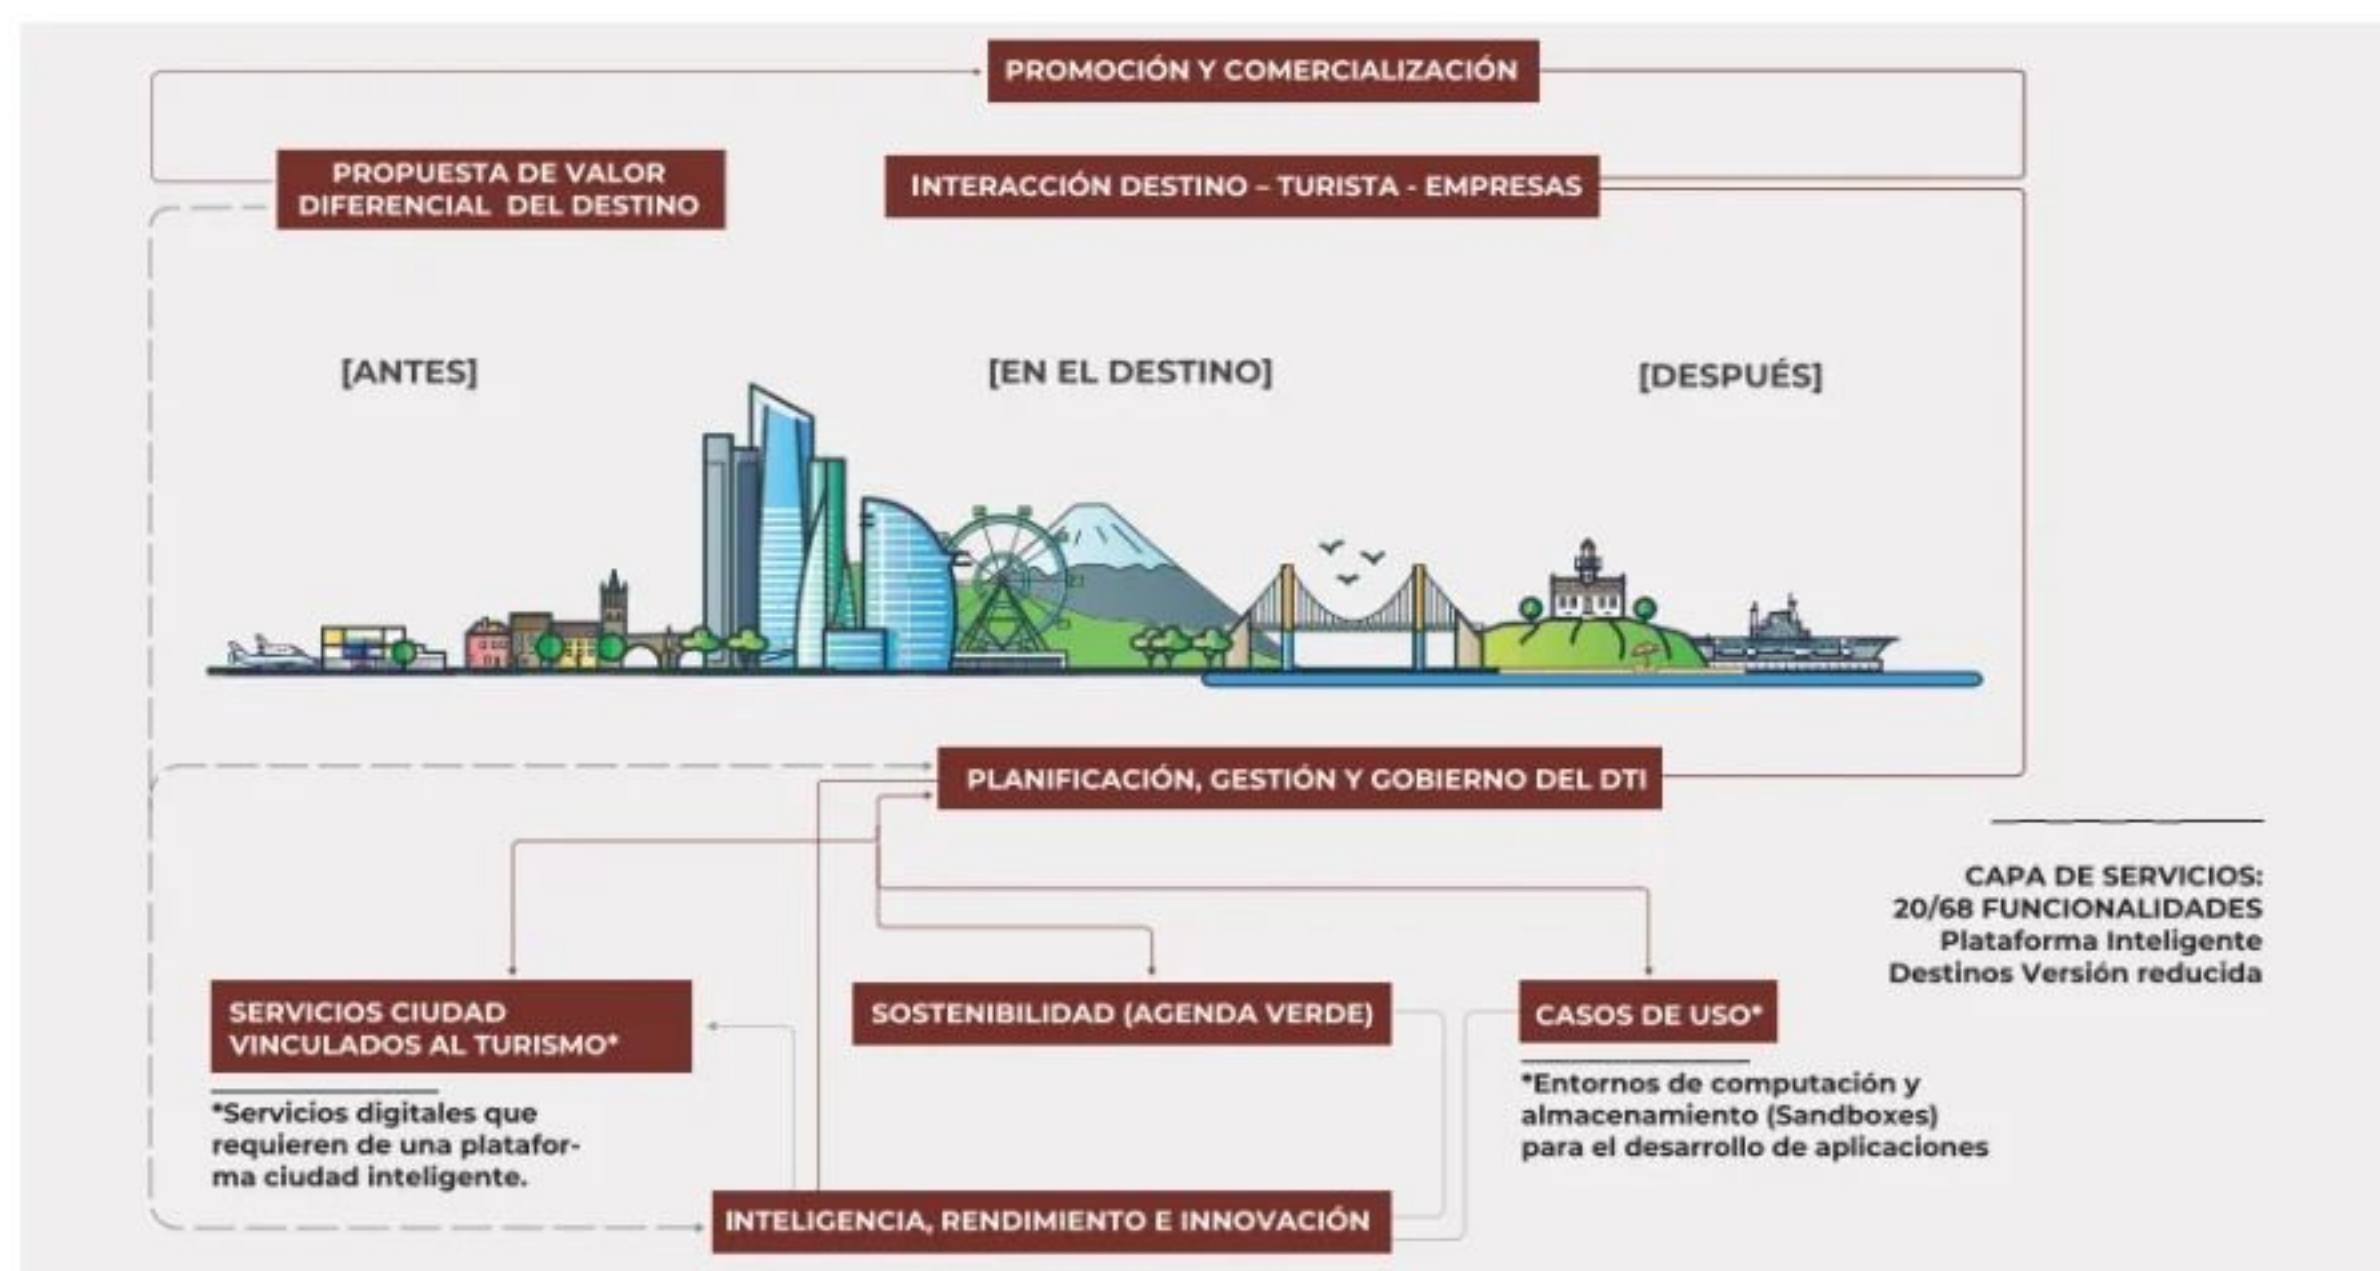 PROMOCIÓN Y COMERCIALIZACIÓN
PROPUESTA DE VALOR
DIFERENCIAL DEL DESTINO
INTERACCIÓN DESTINO – TURISTA - EMPRESAS
[ANTES]
[EN EL DESTINO]
[DESPUÉS]
PLANIFICACIÓN, GESTIÓN Y GOBIERNO DEL DTI
CAPA DE SERVICIOS:
20/68 FUNCIONALIDADES
Plataforma Inteligente
Destinos Versión reducida
SERVICIOS CIUDAD
VINCULADOS AL TURISMO*
*Servicios digitales que
requieren de una platafor-
ma ciudad inteligente.
SOSTENIBILIDAD (AGENDA VERDE)
CASOS DE USO*
*Entornos de computación y
almacenamiento (Sandboxes)
para el desarrollo de aplicaciones
INTELIGENCIA, RENDIMIENTO E INNOVACIÓN